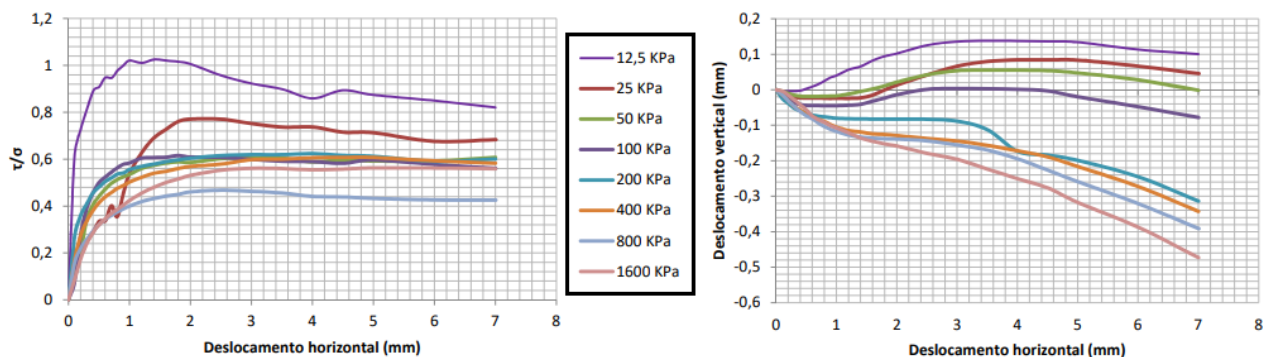 1,2
1
0,8
0,6
0,4
0,2
0
τ/σ
0 1 2 3 4 5 6 7 8
Deslocamento horizontal (mm)
12,5 KPa
25 KPa
50 KPa
100 KPa
200 KPa
400 KPa
800 KPa
1600 KPa
0,2
0,1
0
-0,1
-0,2
-0,3
-0,4
-0,5
-0,6
Deslocamento vertical (mm)
0 1 2 3 4 5 6 7 8
Deslocamento horizontal (mm)